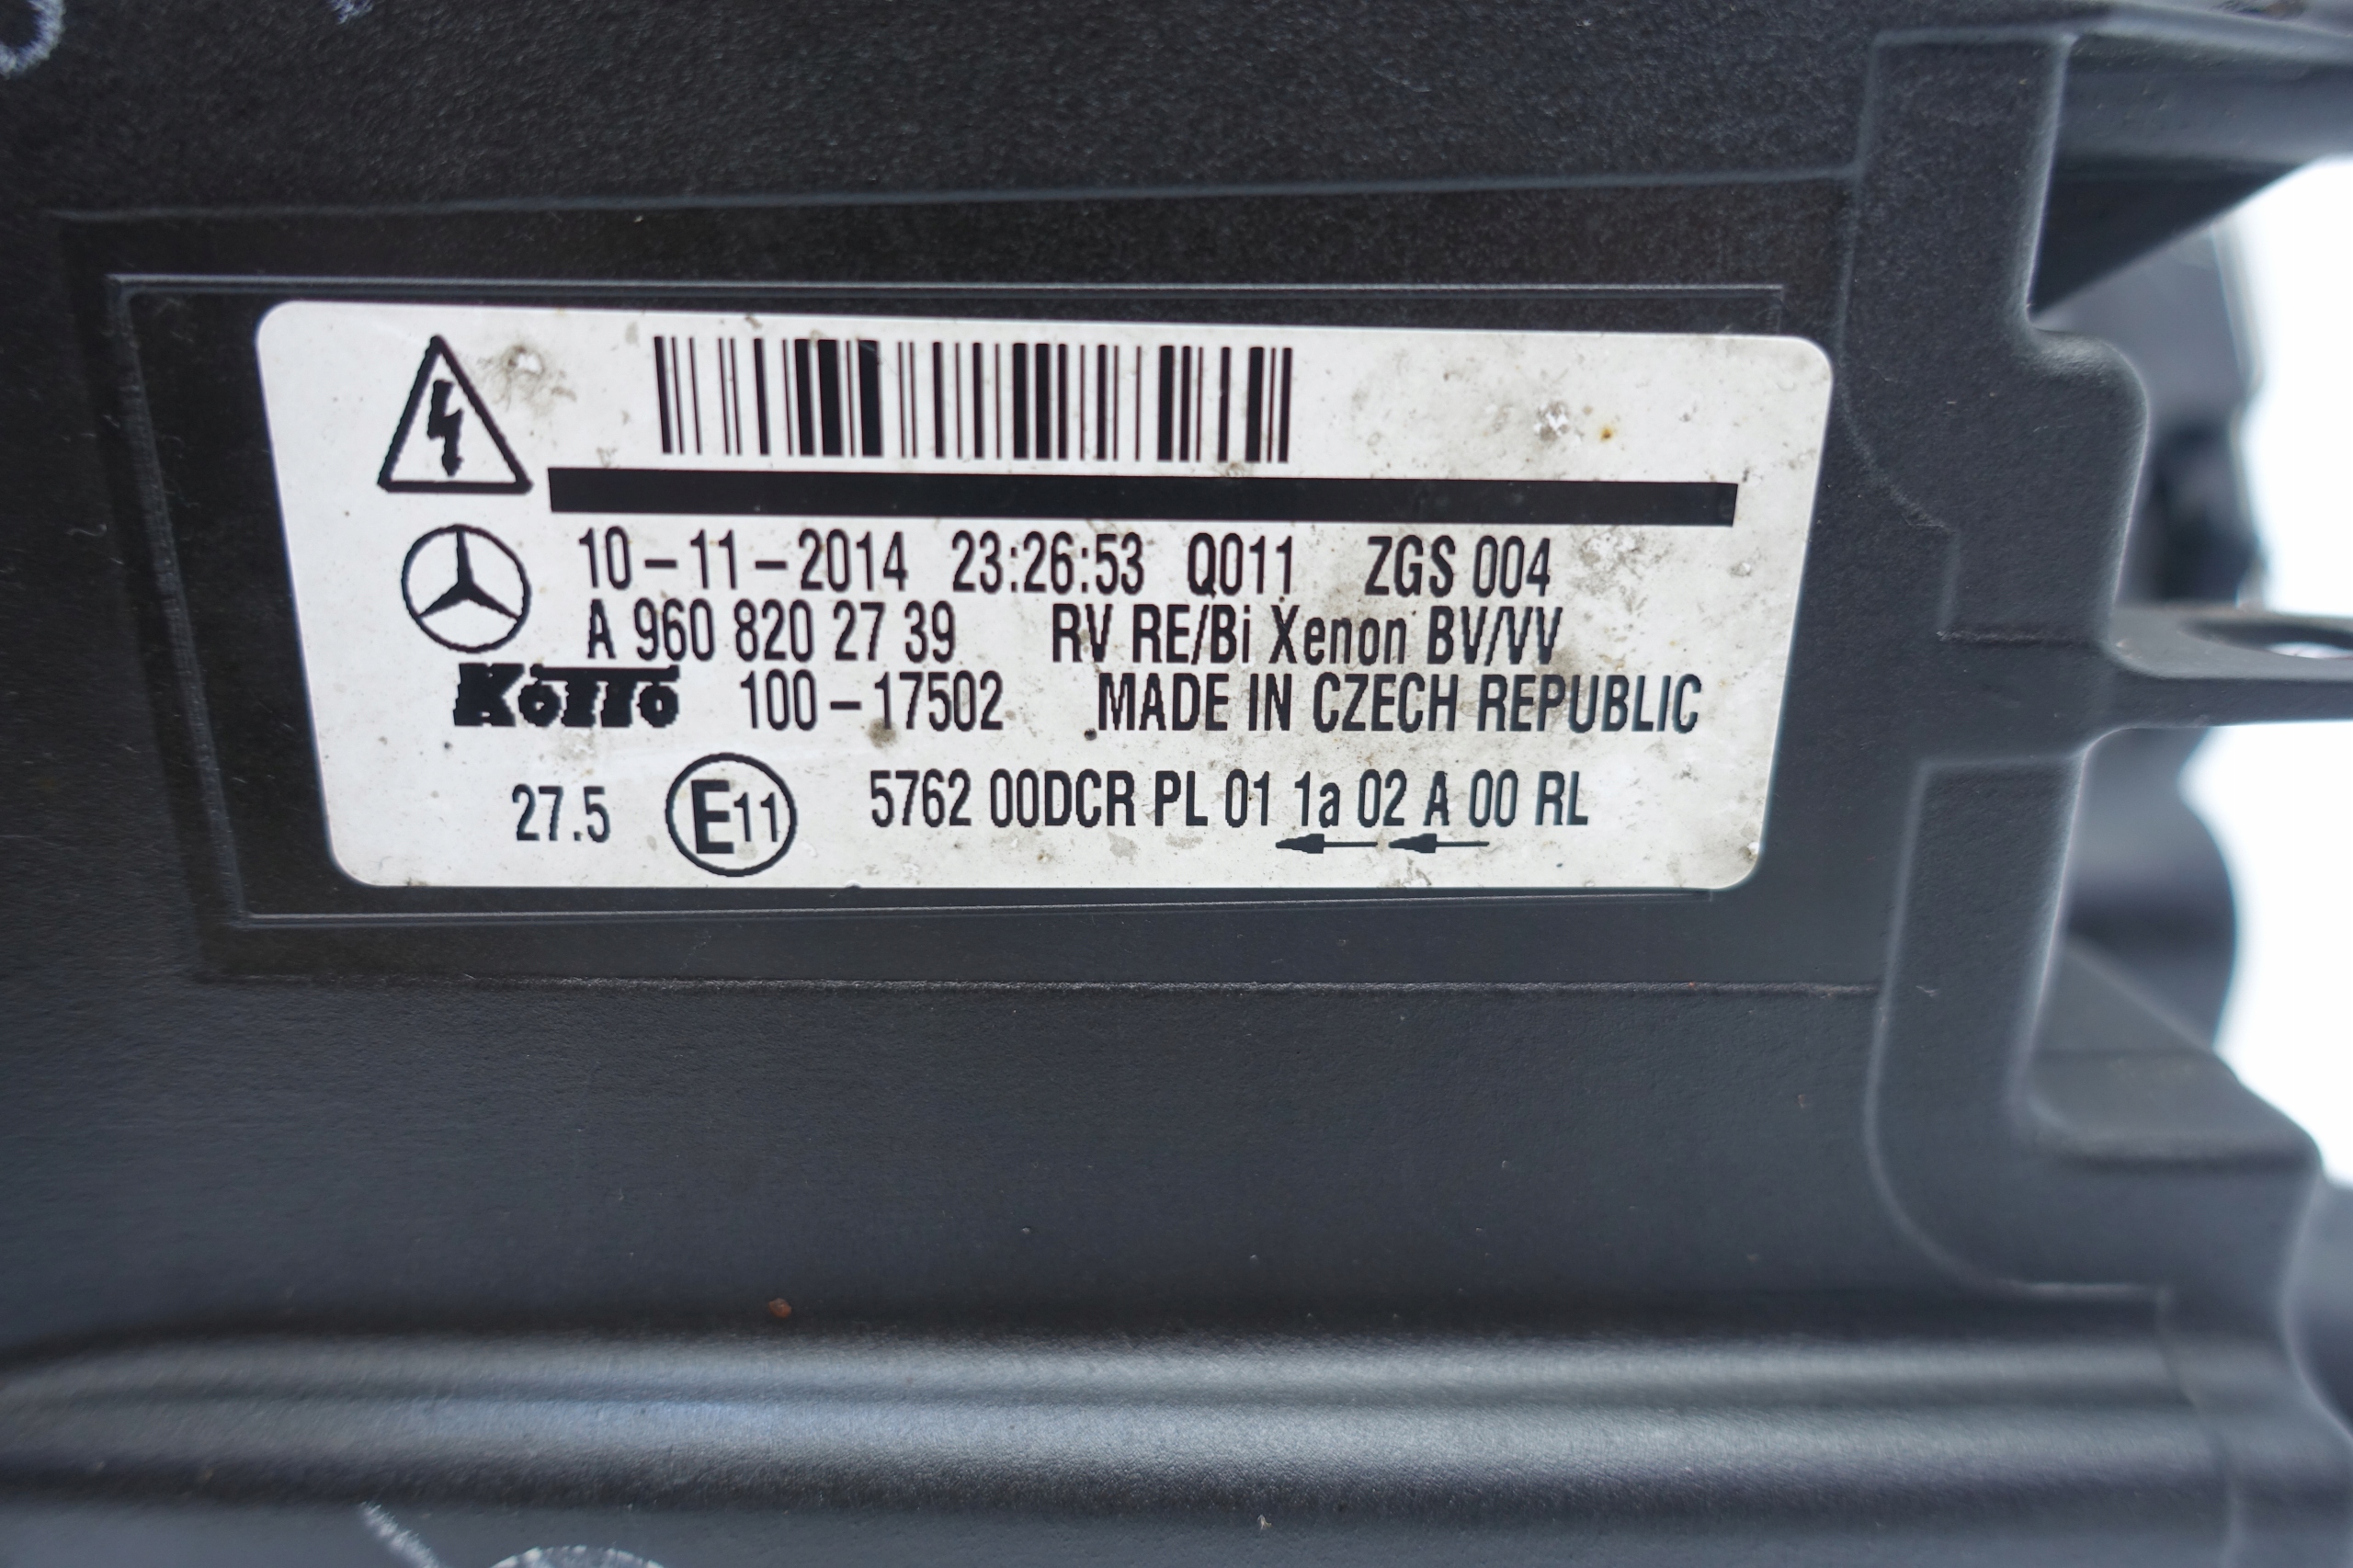 10-11-2014 23:26:53 Q011 ZGS 004
A 960 820 27 39 RV RE/Bi Xenon BV/VV
KOITO 100-17502 MADE IN CZECH REPUBLIC
27.5 E11 5762 00DCR PL 01 1a 02 A 00 RL